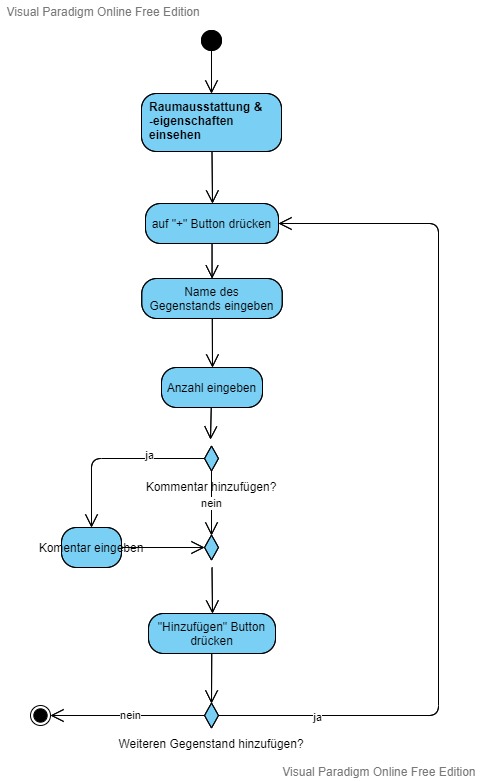 Visual Paradigm Online Free Edition
Raumausstattung &
-eigenschaften
einsehen
auf "+" Button drücken
Name des
Gegenstands eingeben
Anzahl eingeben
ja
Kommentar hinzufügen?
nein
Komentar eingeben
"Hinzufügen" Button
drücken
nein
ja
Weiteren Gegenstand hinzufügen?
Visual Paradigm Online Free Edition